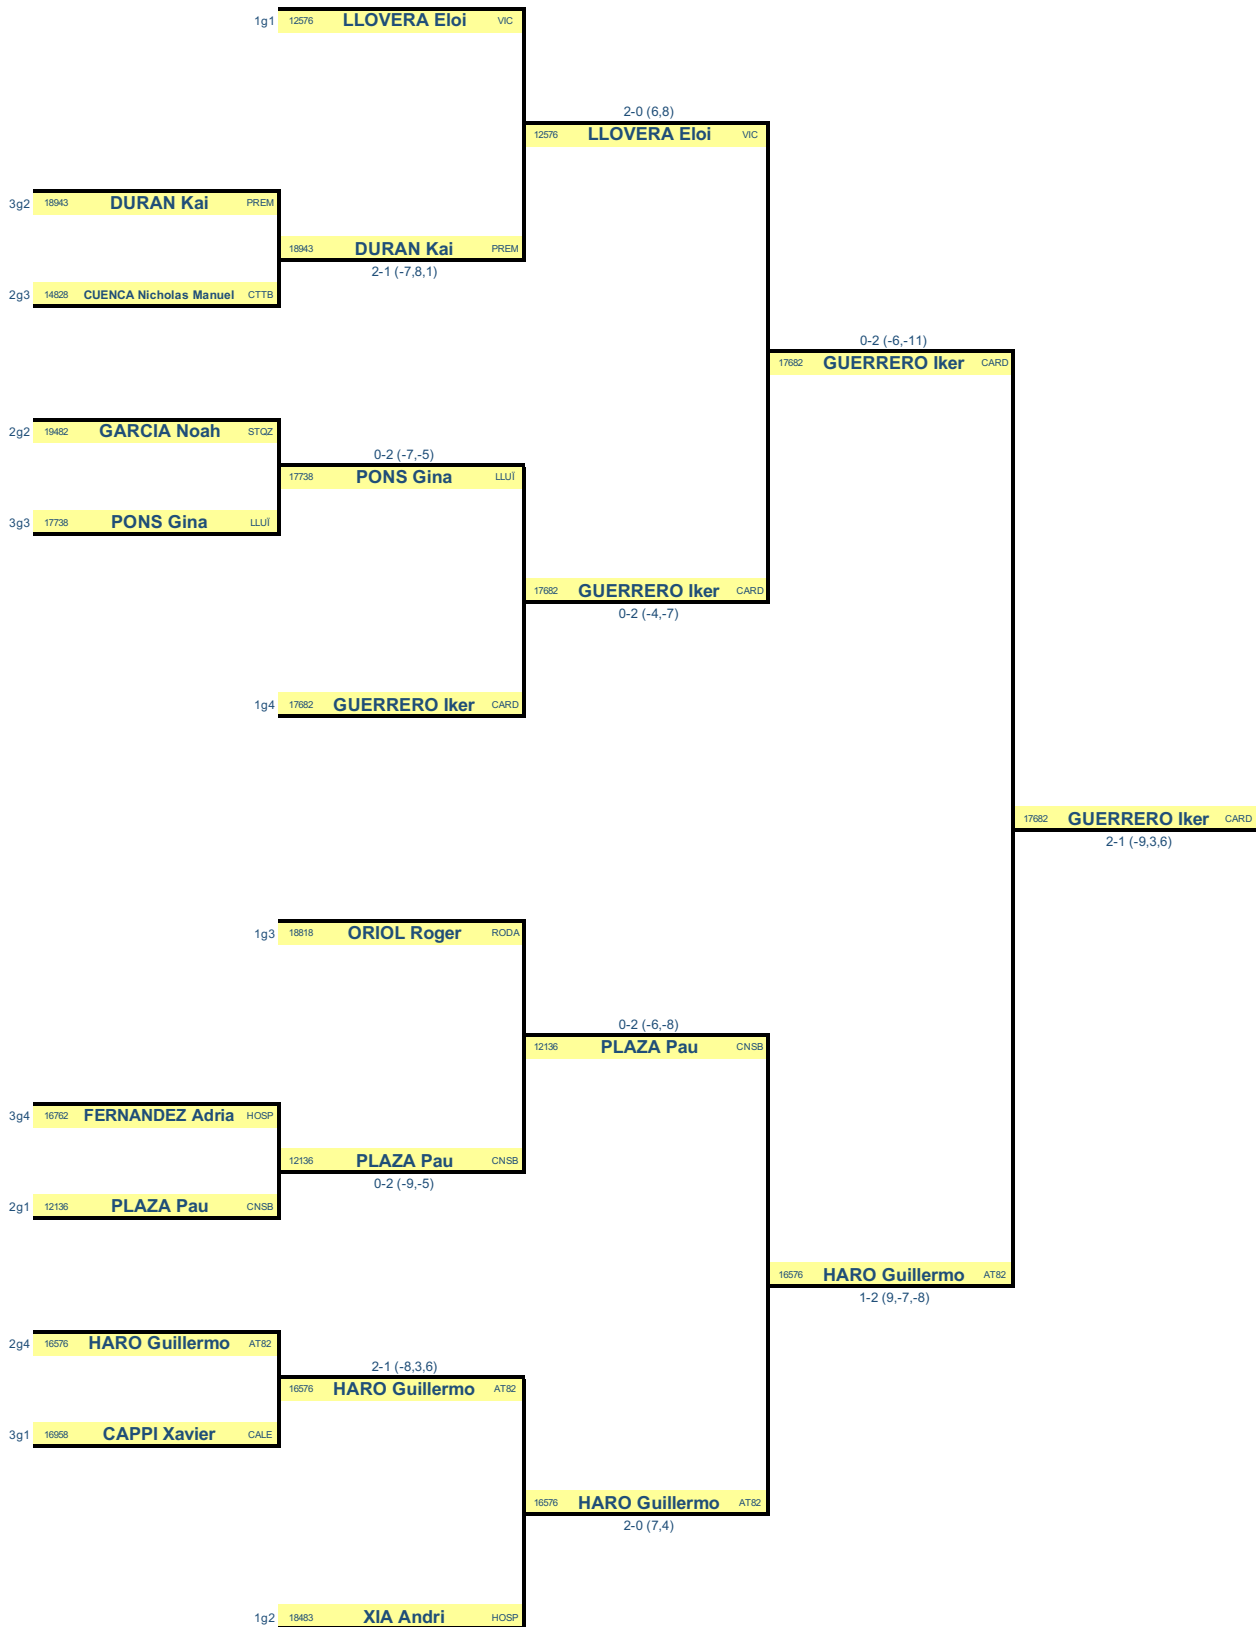 1g1 12576 LLOVERA Eloi VIC
2-0 (6,8)
12576 LLOVERA Eloi VIC
3g2 18943 DURAN Kai PREM
18943 DURAN Kai PREM
2-1 (-7,8,1)
2g3 14828 CUENCA Nicholas Manuel CTTB
0-2 (-6,-11)
17682 GUERRERO Iker CARD
2g2 19482 GARCIA Noah STQZ
0-2 (-7,-5)
17738 PONS Gina LLUÏ
3g3 17738 PONS Gina LLUÏ
17682 GUERRERO Iker CARD
0-2 (-4,-7)
1g4 17682 GUERRERO Iker CARD
17682 GUERRERO Iker CARD
2-1 (-9,3,6)
1g3 18818 ORIOL Roger RODA
0-2 (-6,-8)
12136 PLAZA Pau CNSB
3g4 16762 FERNANDEZ Adria HOSP
12136 PLAZA Pau CNSB
0-2 (-9,-5)
2g1 12136 PLAZA Pau CNSB
16576 HARO Guillermo AT82
1-2 (9,-7,-8)
2g4 16576 HARO Guillermo AT82
2-1 (-8,3,6)
16576 HARO Guillermo AT82
3g1 16958 CAPPI Xavier CALE
16576 HARO Guillermo AT82
2-0 (7,4)
1g2 18483 XIA Andri HOSP